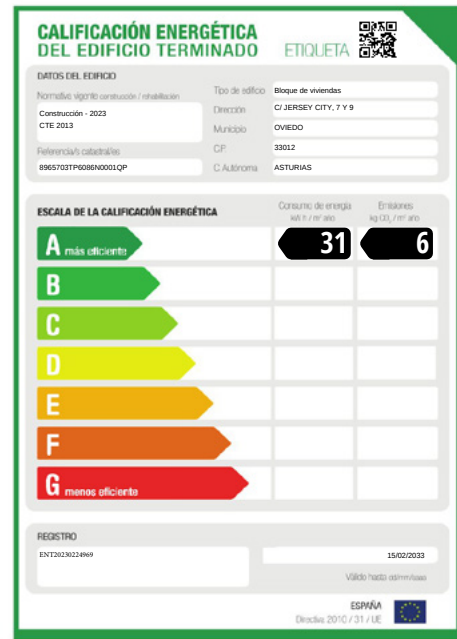 CALIFICACIÓN ENERGÉTICA
DEL EDIFICIO TERMINADO
ETIQUETA
DATOS DEL EDIFICIO
Normativa vigente construcción / rehabilitación
Construcción - 2023
CTE 2013
Referencia/s catastral/es
8965703TP6086N0001QP
Tipo de edificio Bloque de viviendas
Dirección C/ JERSEY CITY, 7 Y 9
Municipio OVIEDO
C.P. 33012
C.Autónoma ASTURIAS
ESCALA DE LA CALIFICACIÓN ENERGÉTICA
Consumo de energía
kW h / m² año
Emisiones
kg CO₂ / m² año
A más eficiente 31 6
B
C
D
E
F
G menos eficiente
REGISTRO
ENT20230224969
15/02/2033
Válido hasta dd/mm/aaaa
ESPAÑA
Directiva 2010 / 31 / UE